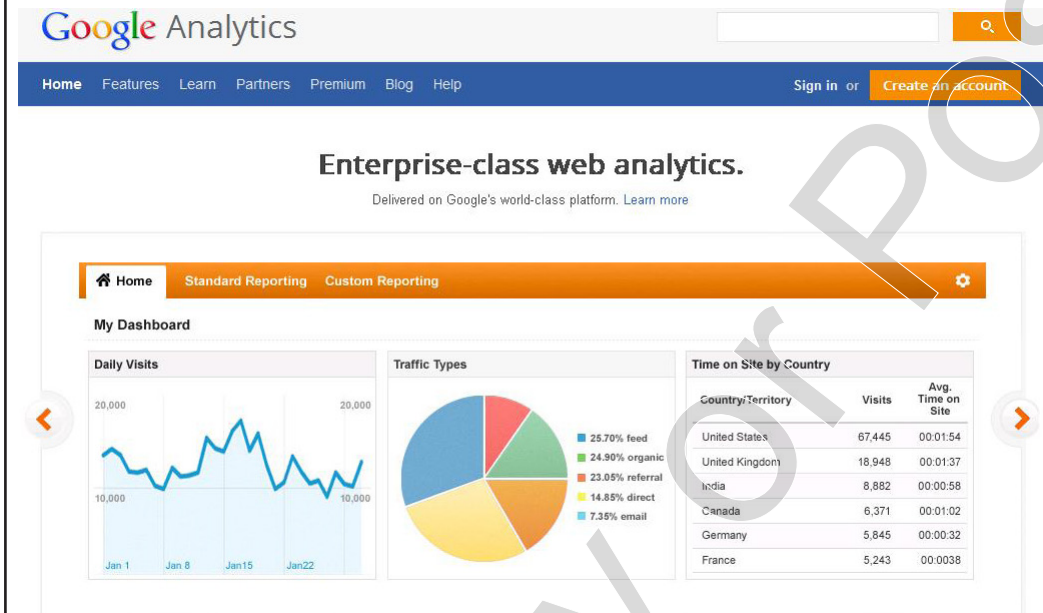 Google Analytics
Home Features Learn Partners Premium Blog Help Sign in or Create an account
Enterprise-class web analytics.
Delivered on Google's world-class platform. Learn more
Home Standard Reporting Custom Reporting
My Dashboard
Daily Visits
20,000 20,000
10,000 10,000
Jan 1 Jan 8 Jan15 Jan22
Traffic Types
25.70% feed
24.90% organic
23.05% referral
14.85% direct
7.35% email
Time on Site by Country
Country/Territory Visits Avg. Time on Site
United States 67,445 00:01:54
United Kingdom 18,948 00:01:37
India 8,882 00:00:58
Canada 6,371 00:01:02
Germany 5,845 00:00:32
France 5,243 00:0038